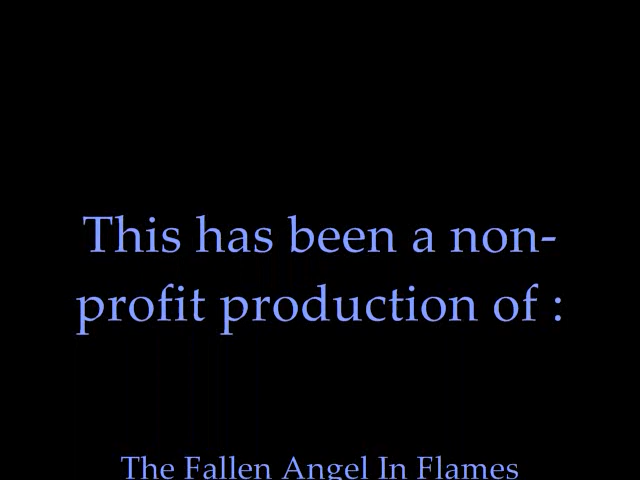 This has been a non-
profit production of :
The Fallen Angel In Flames